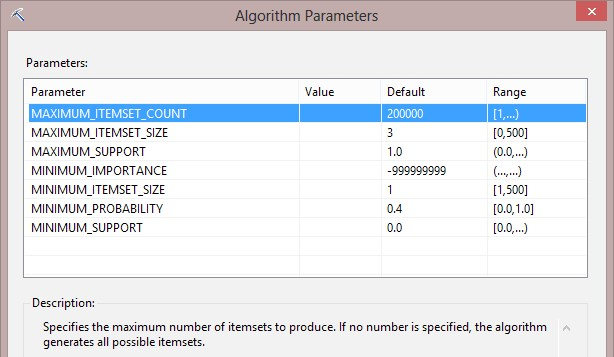 Algorithm Parameters
Parameters:
Parameter Value Default Range
MAXIMUM_ITEMSET_COUNT 200000 [1,...)
MAXIMUM_ITEMSET_SIZE 3 [0,500]
MAXIMUM_SUPPORT 1.0 (0.0,...)
MINIMUM_IMPORTANCE -999999999 (...,...)
MINIMUM_ITEMSET_SIZE 1 [1,500]
MINIMUM_PROBABILITY 0.4 [0.0,1.0]
MINIMUM_SUPPORT 0.0 [0.0,...)
Description:
Specifies the maximum number of itemsets to produce. If no number is specified, the algorithm
generates all possible itemsets.